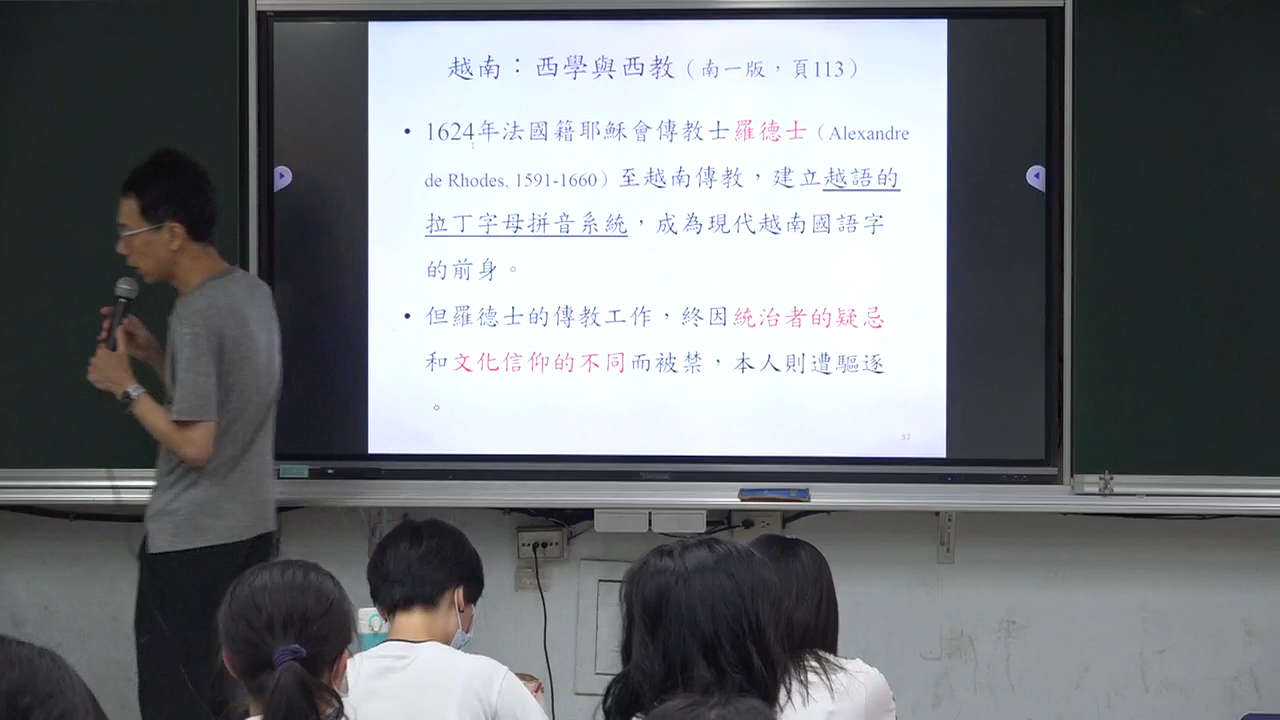 越南：西學與西教（南一版，頁113）
• 1624年法國籍耶穌會傳教士羅德士（Alexandre
de Rhodes, 1591-1660）至越南傳教，建立越語的
拉丁字母拼音系統，成為現代越南國語字
的前身。
• 但羅德士的傳教工作，終因統治者的疑忌
和文化信仰的不同而被禁，本人則遭驅逐
。
32